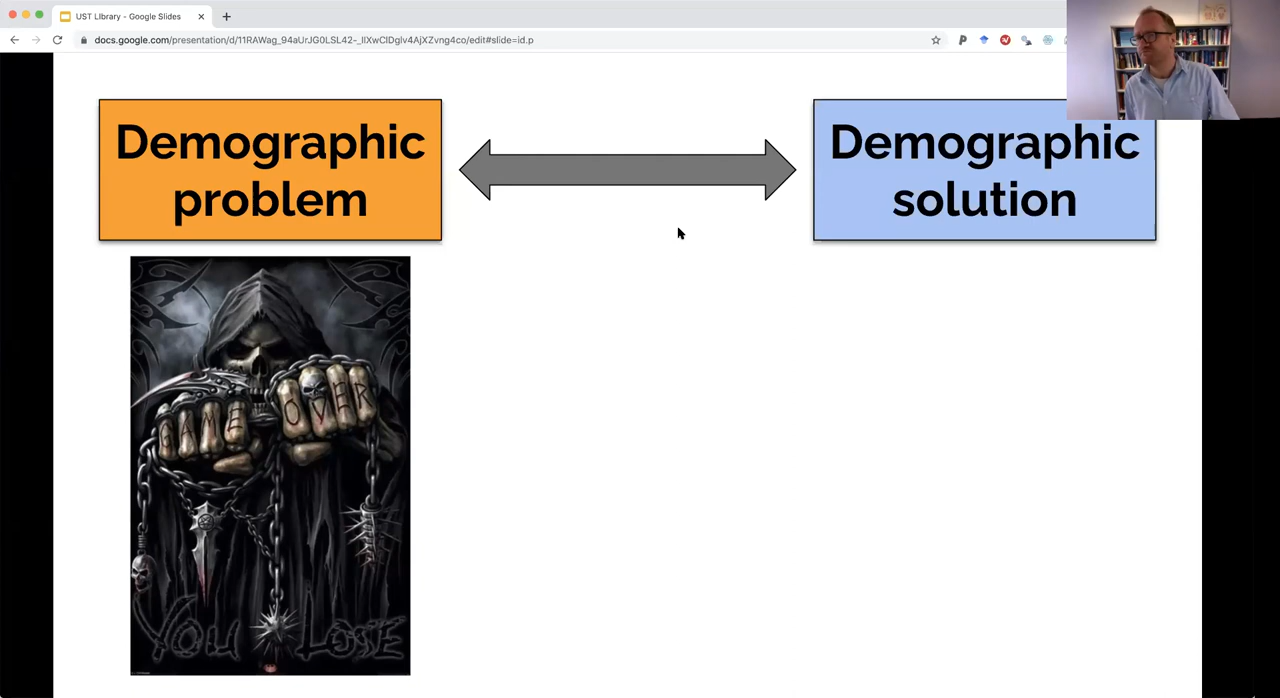 UST LIbrary - Google Slides
docs.google.com/presentation/d/11RAWag_94aUrJG0LSL42-_IIXwCIDglv4AjXZvng4co/edit#slide=id.p
Demographic
problem
Demographic
solution
GAME OVER
YOU LOSE